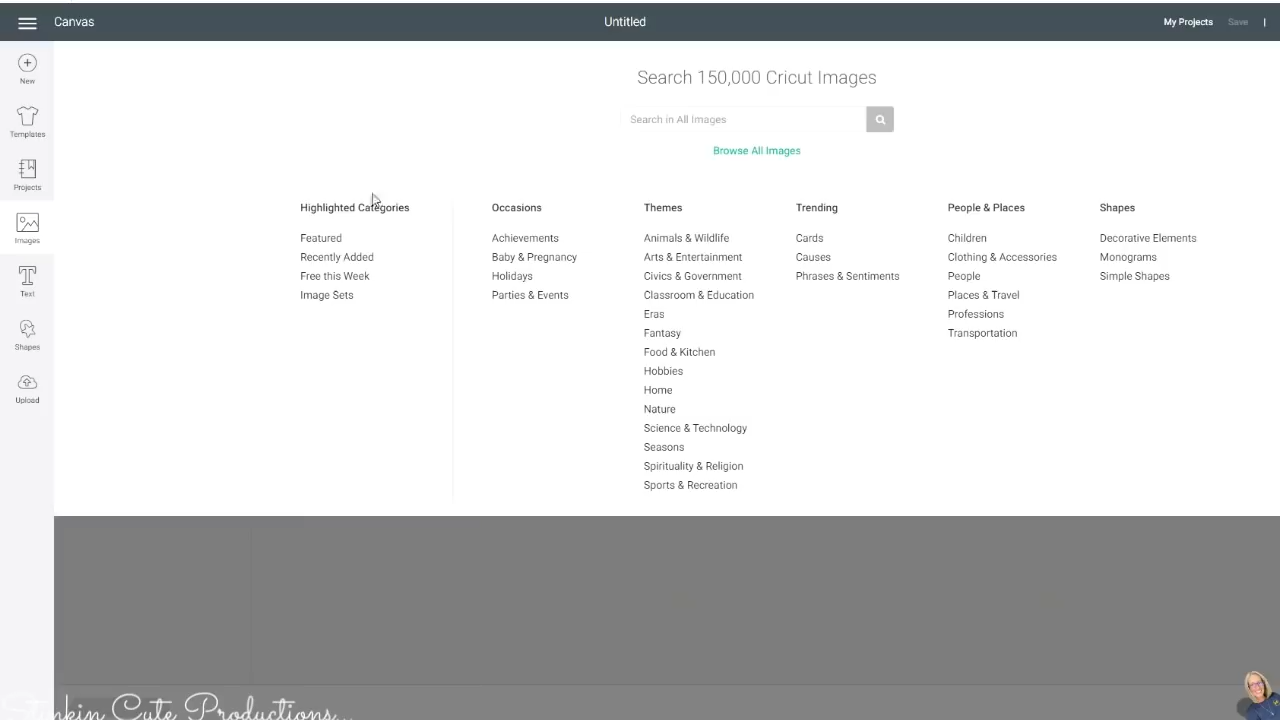 Canvas
Untitled
My Projects
Save
New
Templates
Projects
Images
Text
Shapes
Upload
Search 150,000 Cricut Images
Search in All Images
Browse All Images
Highlighted Categories
Featured
Recently Added
Free this Week
Image Sets
Occasions
Achievements
Baby & Pregnancy
Holidays
Parties & Events
Themes
Animals & Wildlife
Arts & Entertainment
Civics & Government
Classroom & Education
Eras
Fantasy
Food & Kitchen
Hobbies
Home
Nature
Science & Technology
Seasons
Spirituality & Religion
Sports & Recreation
Trending
Cards
Causes
Phrases & Sentiments
People & Places
Children
Clothing & Accessories
People
Places & Travel
Professions
Transportation
Shapes
Decorative Elements
Monograms
Simple Shapes
Stinkin Cute Productions...